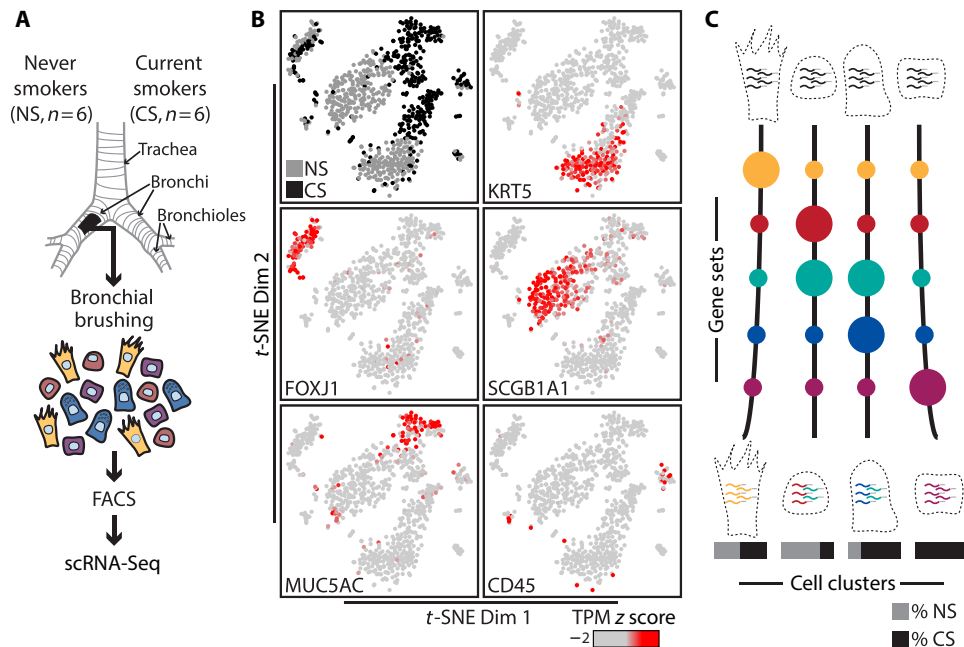 A
Never
smokers
(NS, n=6)
Current
smokers
(CS, n=6)
Trachea
Bronchi
Bronchioles
Bronchial
brushing
FACS
scRNA-Seq
B
t-SNE Dim 2
NS
CS
KRT5
FOXJ1
SCGB1A1
MUC5AC
CD45
t-SNE Dim 1
TPM z score
−2
C
Gene sets
Cell clusters
% NS
% CS